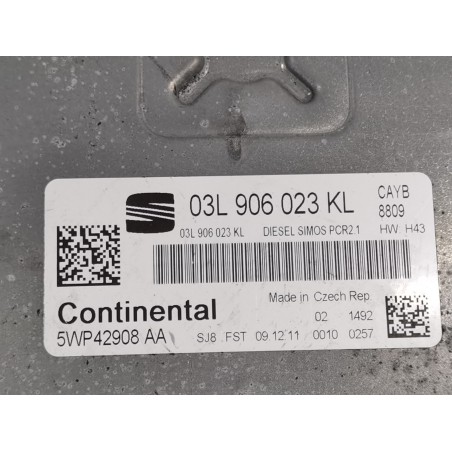 03L 906 023 KL CAYB
8809
03L 906 023 KL DIESEL SIMOS PCR2.1 HW: H43
Continental Made in Czech Rep.
02 1492
5WP42908 AA SJ8 FST 09.12.11 0010 0257